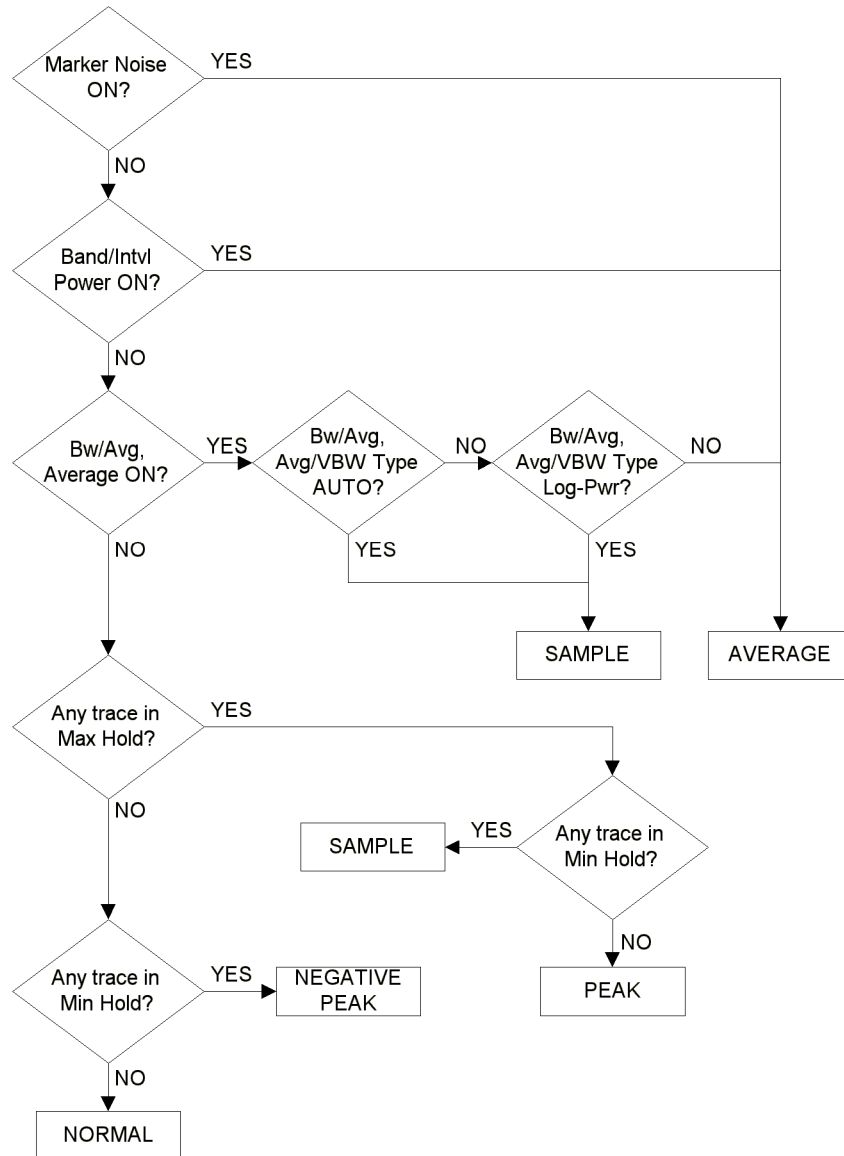 Marker Noise
ON?
YES
NO
Band/Intvl
Power ON?
YES
NO
Bw/Avg,
Average ON?
YES
Bw/Avg,
Avg/VBW Type
AUTO?
NO
Bw/Avg,
Avg/VBW Type
Log-Pwr?
NO
NO
YES
YES
SAMPLE
AVERAGE
Any trace in
Max Hold?
YES
NO
SAMPLE
YES
Any trace in
Min Hold?
NO
PEAK
Any trace in
Min Hold?
YES
NEGATIVE
PEAK
NO
NORMAL